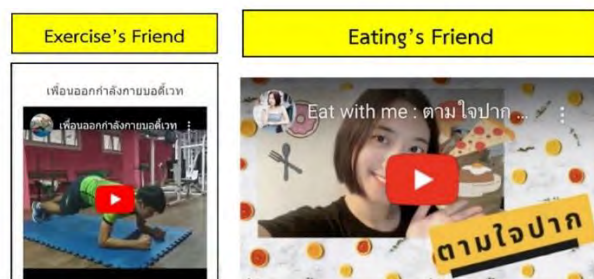 Exercise's Friend
Eating's Friend
เพื่อนออกกำลังกายบอดี้เวท
เพื่อนออกกำลังกายบอดี้เวท
Eat with me : ตามใจปาก ...
ตามใจปาก